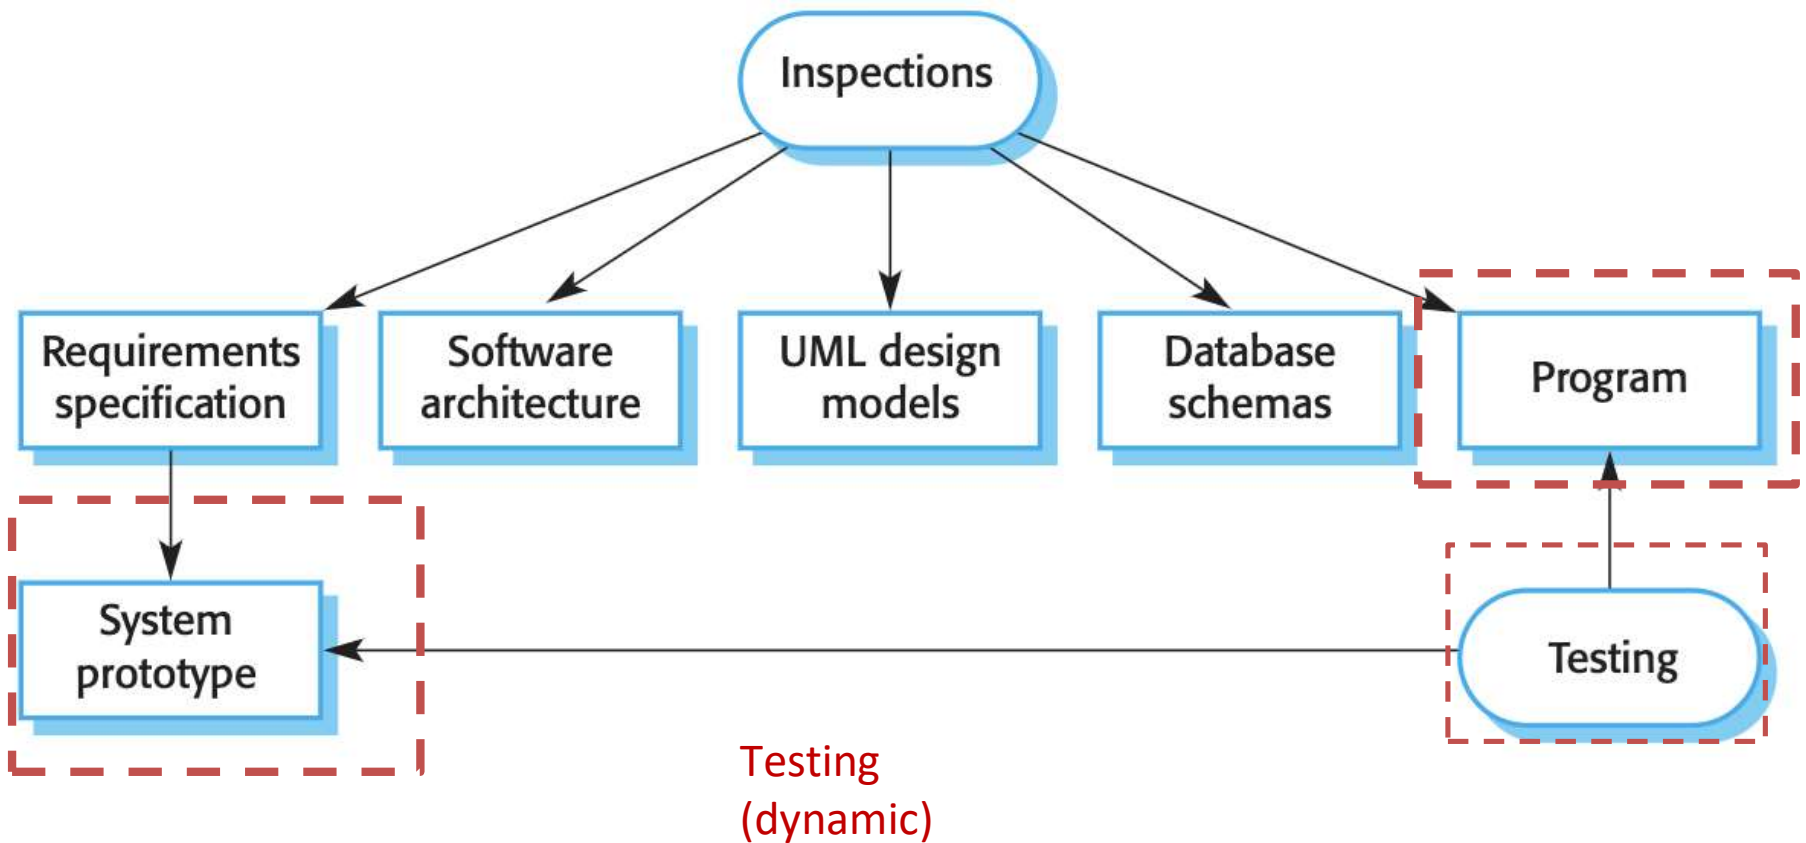 Inspections
Requirements
specification
Software
architecture
UML design
models
Database
schemas
Program
System
prototype
Testing
Testing
(dynamic)